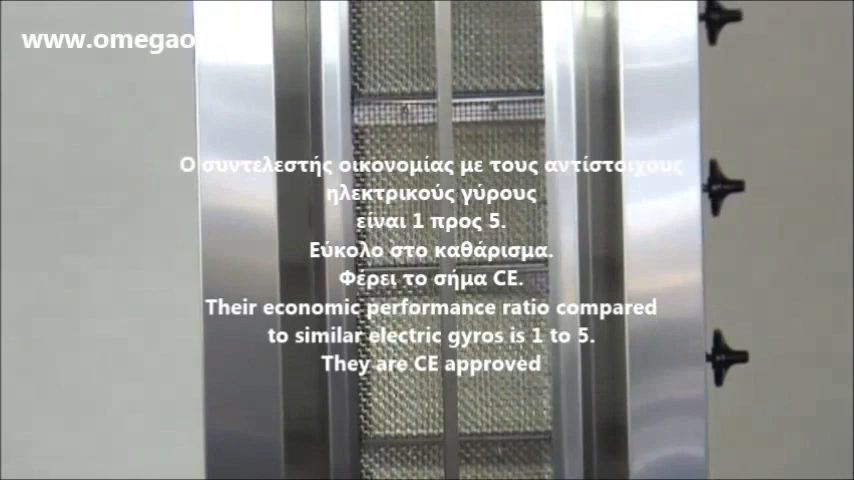 www.omegao
Ο συντελεστής οικονομίας με τους αντίστοιχους
ηλεκτρικούς γύρους
είναι 1 προς 5.
Εύκολο στο καθάρισμα.
Φέρει το σήμα CE.
Their economic performance ratio compared
to similar electric gyros is 1 to 5.
They are CE approved